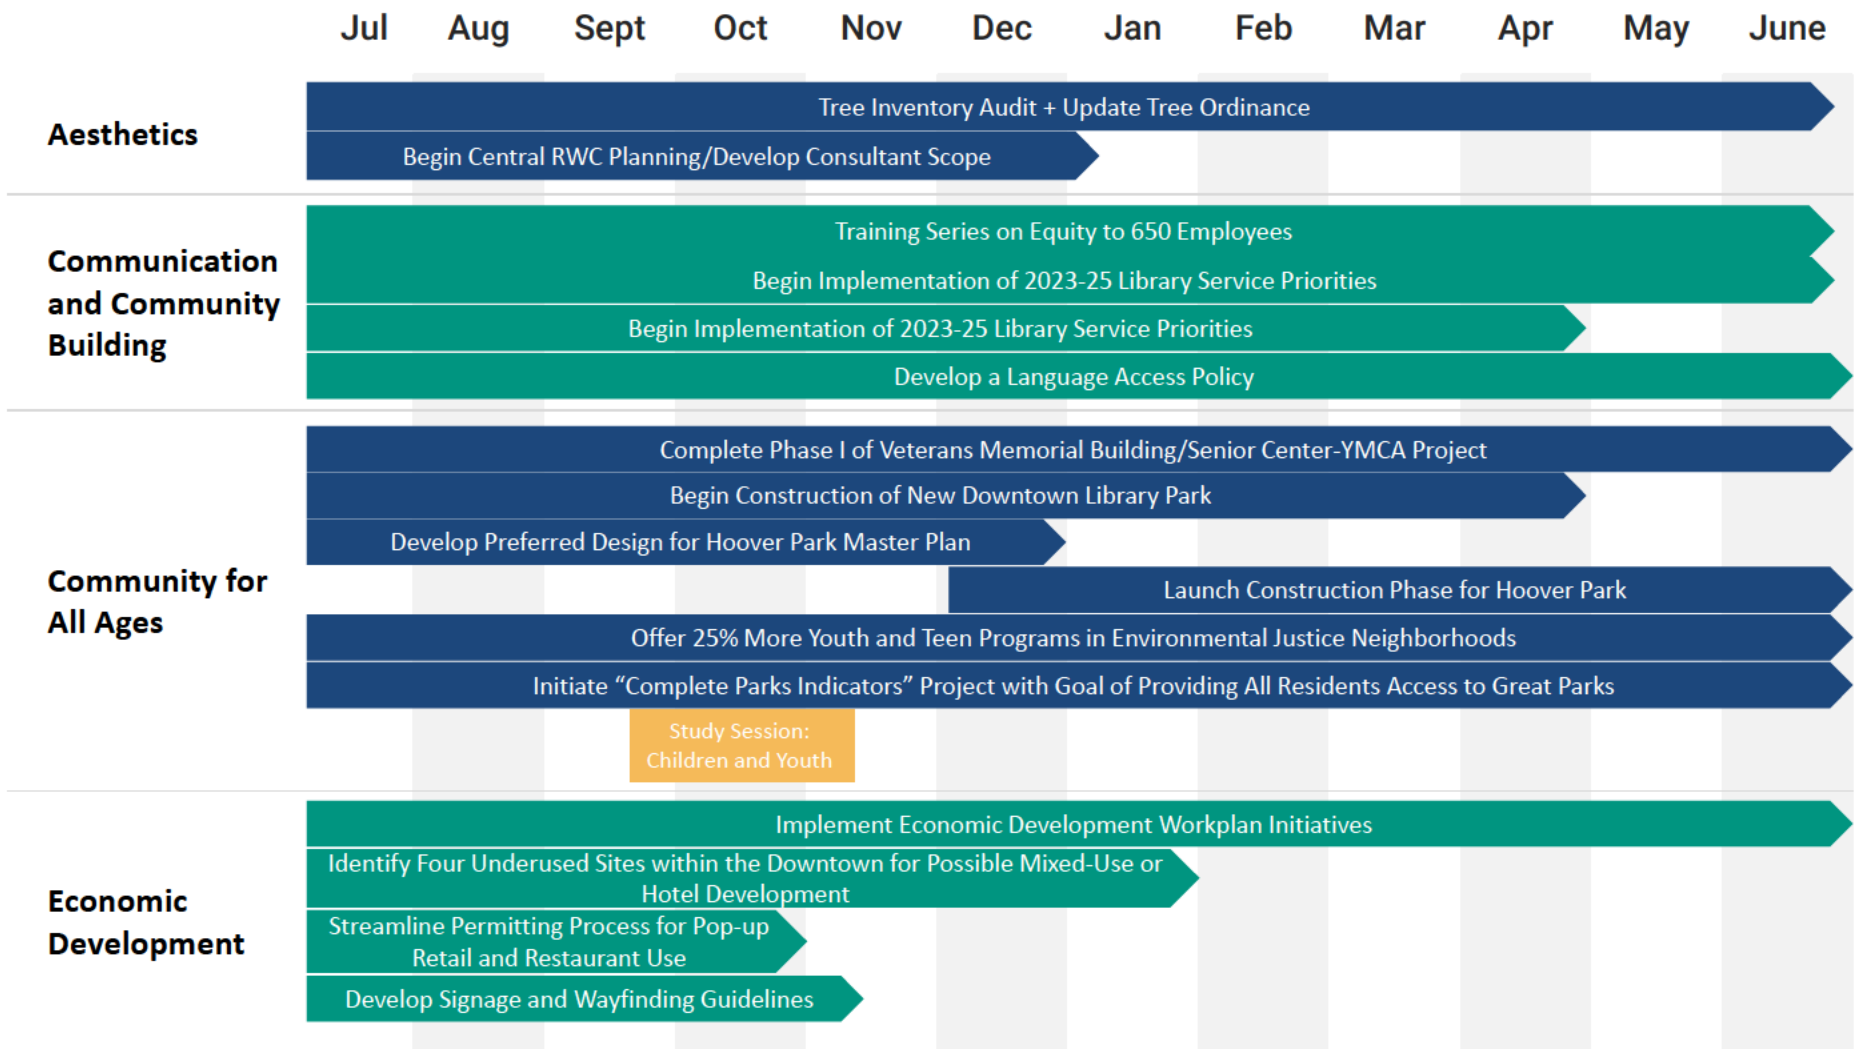 Jul Aug Sept Oct Nov Dec Jan Feb Mar Apr May June
Aesthetics
Tree Inventory Audit + Update Tree Ordinance
Begin Central RWC Planning/Develop Consultant Scope
Communication
and Community
Building
Training Series on Equity to 650 Employees
Begin Implementation of 2023-25 Library Service Priorities
Begin Implementation of 2023-25 Library Service Priorities
Develop a Language Access Policy
Community for
All Ages
Complete Phase I of Veterans Memorial Building/Senior Center-YMCA Project
Begin Construction of New Downtown Library Park
Develop Preferred Design for Hoover Park Master Plan
Launch Construction Phase for Hoover Park
Offer 25% More Youth and Teen Programs in Environmental Justice Neighborhoods
Initiate “Complete Parks Indicators” Project with Goal of Providing All Residents Access to Great Parks
Study Session:
Children and Youth
Economic
Development
Implement Economic Development Workplan Initiatives
Identify Four Underused Sites within the Downtown for Possible Mixed-Use or
Hotel Development
Streamline Permitting Process for Pop-up
Retail and Restaurant Use
Develop Signage and Wayfinding Guidelines